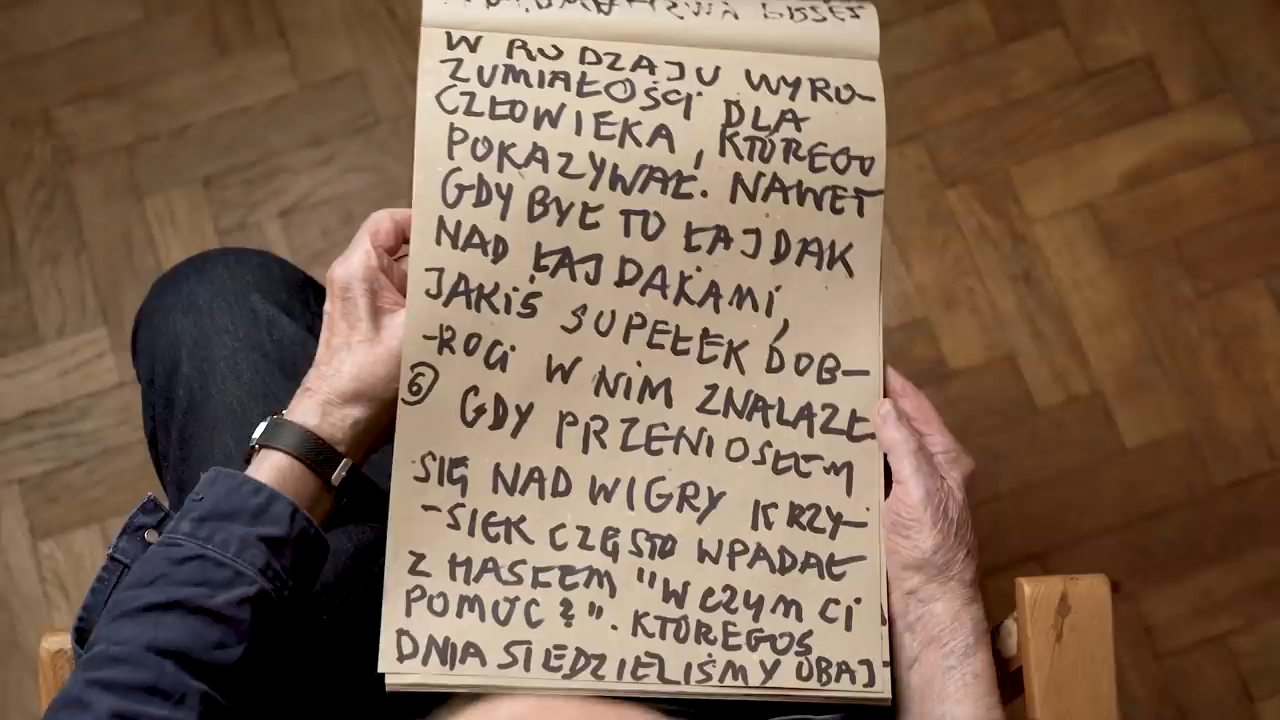 W RODZAJU WYRO-
ZUMIAŁOŚCI DLA
CZŁOWIEKA, KTÓREGO
POKAZYWAŁ. NAWET
GDY BYŁ TO ŁAJDAK
NAD ŁAJDAKAMI,
JAKIŚ SUPEŁEK DOB-
-ROCI W NIM ZNALAZŁ
⑥ GDY PRZENIOSŁEM
SIĘ NAD WIGRY KRZY-
-SIEK CZĘSTO WPADAŁ
Z HASŁEM "W CZYM CI
POMÓC?". KTÓREGOŚ
DNIA SIEDZIELIŚMY OBAJ